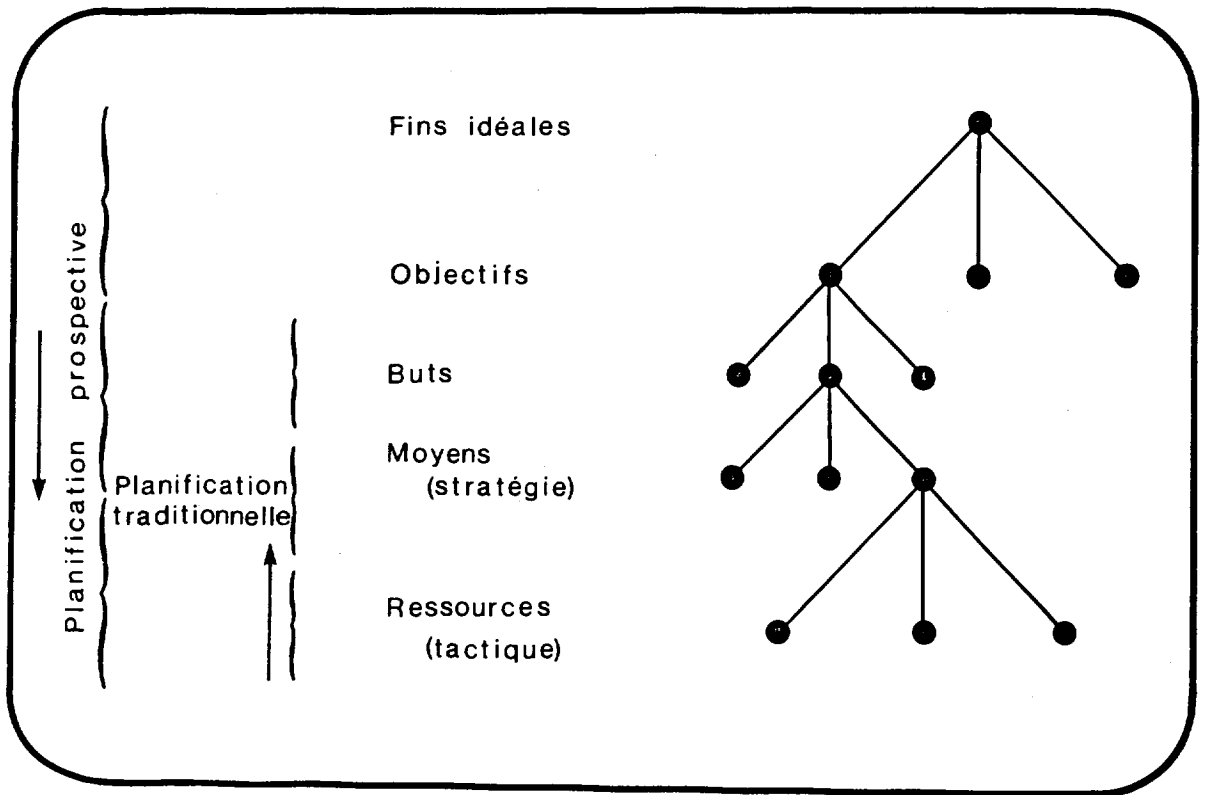 Planification prospective
Planification
traditionnelle
Fins idéales
Objectifs
Buts
Moyens
(stratégie)
Ressources
(tactique)